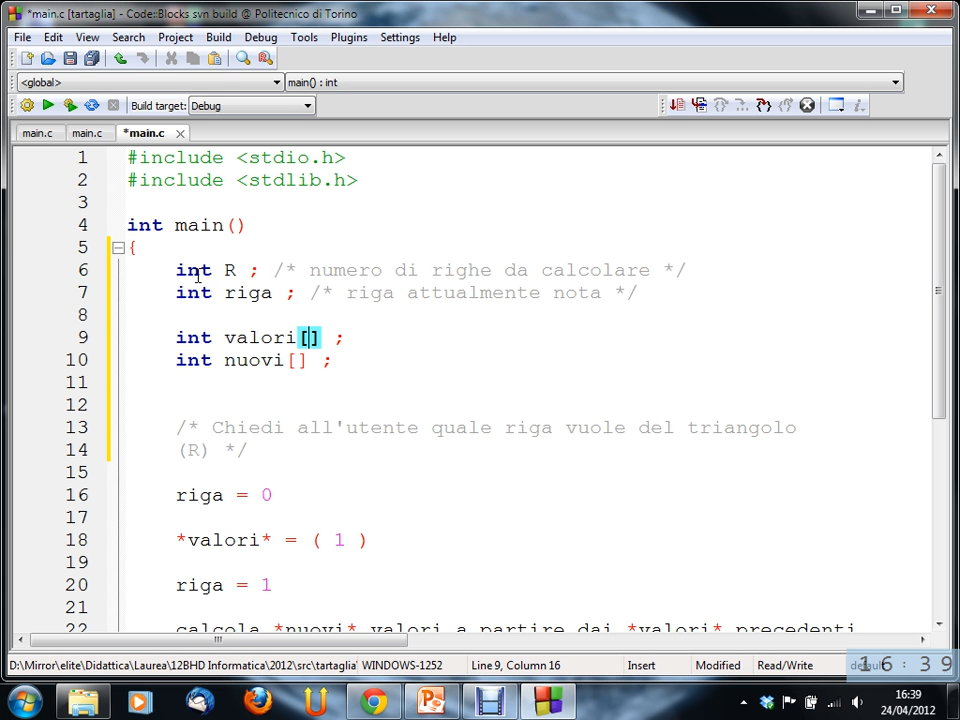 *main.c [tartaglia] - Code::Blocks svn build @ Politecnico di Torino
File Edit View Search Project Build Debug Tools Plugins Settings Help
<global> main() : int
Build target: Debug
main.c main.c *main.c
1 #include <stdio.h>
2 #include <stdlib.h>
3
4 int main()
5 {
6 int R ; /* numero di righe da calcolare */
7 int riga ; /* riga attualmente nota */
8
9 int valori[] ;
10 int nuovi[] ;
11
12
13 /* Chiedi all'utente quale riga vuole del triangolo
14 (R) */
15
16 riga = 0
17
18 *valori* = ( 1 )
19
20 riga = 1
21
22 calcola *nuovi* valori a partire dai *valori* precedenti
D:\Mirror\elite\Didattica\Laurea\12BHD Informatica\2012\src\tartaglia\ WINDOWS-1252 Line 9, Column 16 Insert Modified Read/Write default
16:39
16:39
24/04/2012